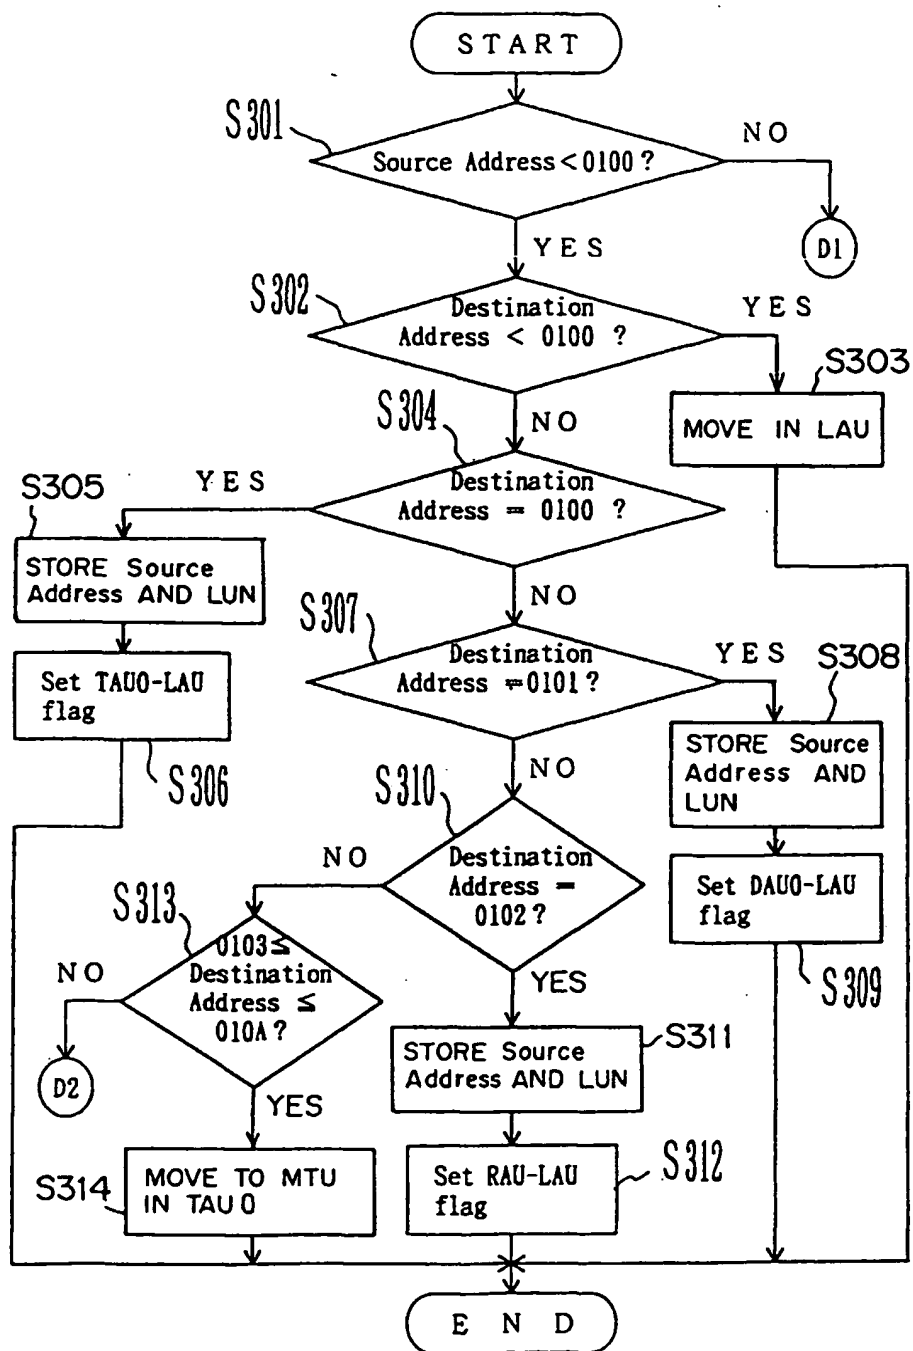 START
S301
Source Address < 0100 ?
NO
D1
YES
S302
Destination
Address < 0100 ?
YES
S303
MOVE IN LAU
NO
S304
Destination
Address = 0100 ?
YES
S305
STORE Source
Address AND LUN
Set TAU0-LAU
flag
S306
NO
S307
Destination
Address = 0101 ?
YES
S308
STORE Source
Address AND
LUN
Set DAU0-LAU
flag
S309
NO
S310
Destination
Address =
0102 ?
NO
S313
0103 ≦
Destination
Address ≦
010A ?
NO
D2
YES
S314
MOVE TO MTU
IN TAU0
YES
S311
STORE Source
Address AND LUN
S312
Set RAU-LAU
flag
END